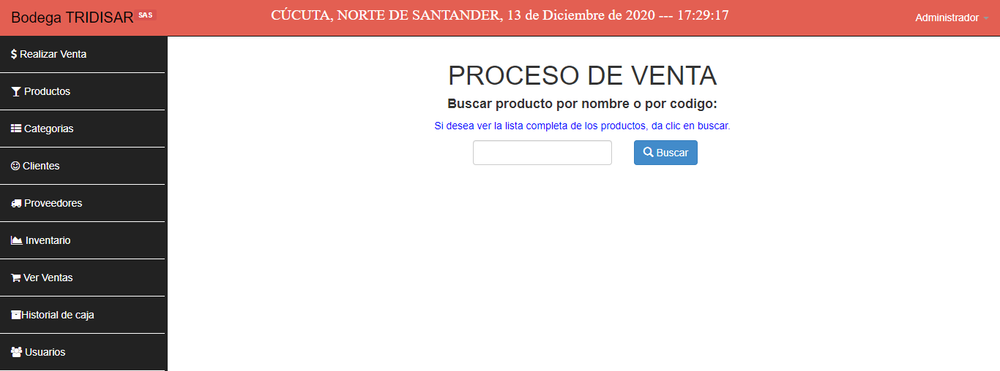 Bodega TRIDISAR SAS
CÚCUTA, NORTE DE SANTANDER, 13 de Diciembre de 2020 --- 17:29:17
Administrador
Realizar Venta
Productos
Categorias
Clientes
Proveedores
Inventario
Ver Ventas
Historial de caja
Usuarios
PROCESO DE VENTA
Buscar producto por nombre o por codigo:
Si desea ver la lista completa de los productos, da clic en buscar.
Buscar